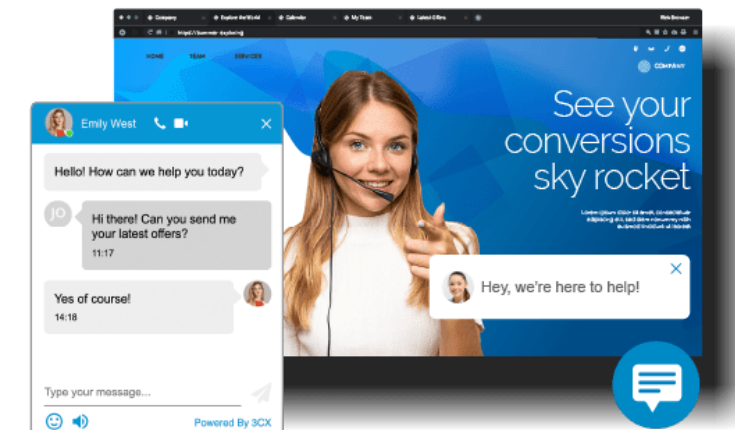 Company
Explore the World
Calendar
My Team
Latest Offers
HOME
TEAM
SERVICES
COMPANY
See your
conversions
sky rocket
Emily West
Hello! How can we help you today?
JO
Hi there! Can you send me
your latest offers?
11:17
Yes of course!
14:18
Type your message...
Powered By 3CX
Hey, we're here to help!